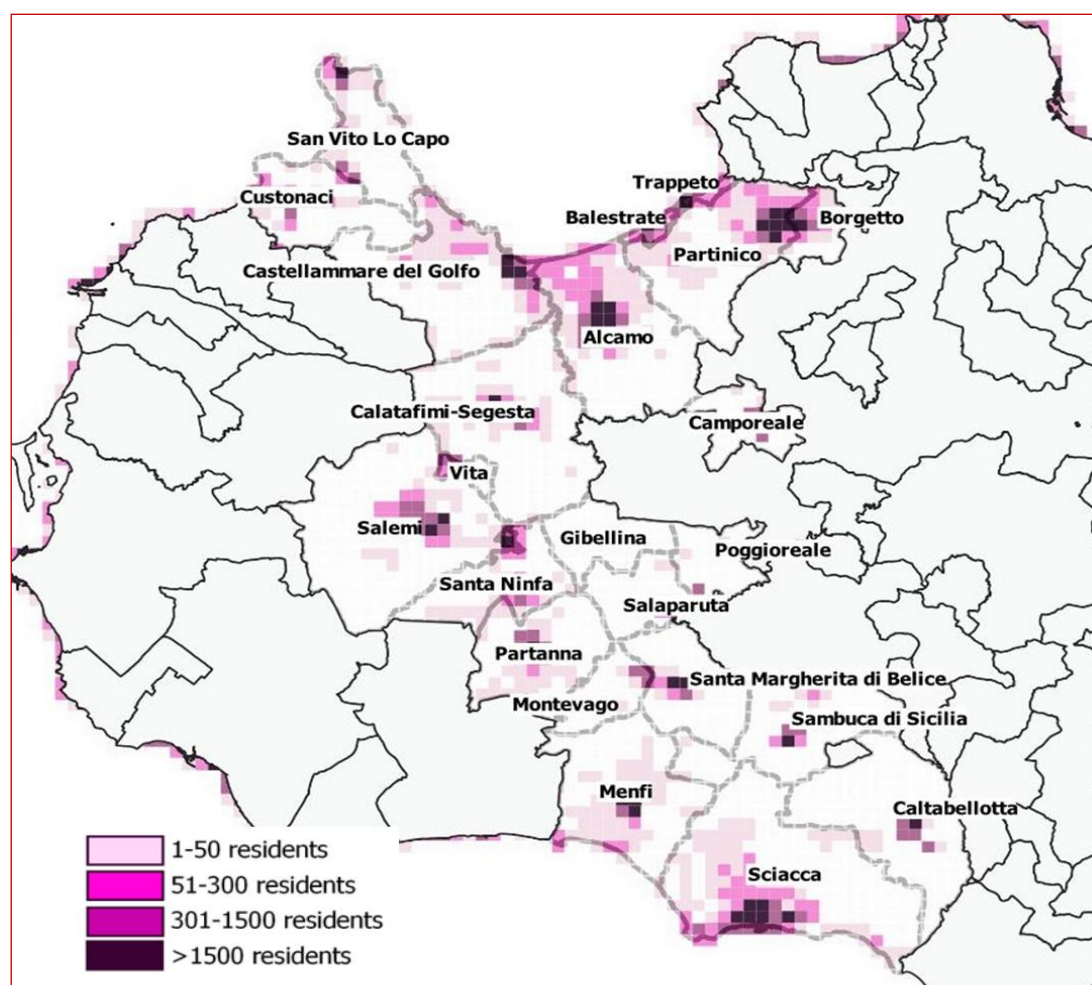 San Vito Lo Capo
Trappeto
Custonaci
Balestrate
Borgetto
Partinico
Castellammare del Golfo
Alcamo
Calatafimi-Segesta
Camporeale
Vita
Salemi
Gibellina
Poggioreale
Santa Ninfa
Salaparuta
Partanna
Santa Margherita di Belice
Montevago
Sambuca di Sicilia
Menfi
Caltabellotta
Sciacca
1-50 residents
51-300 residents
301-1500 residents
>1500 residents